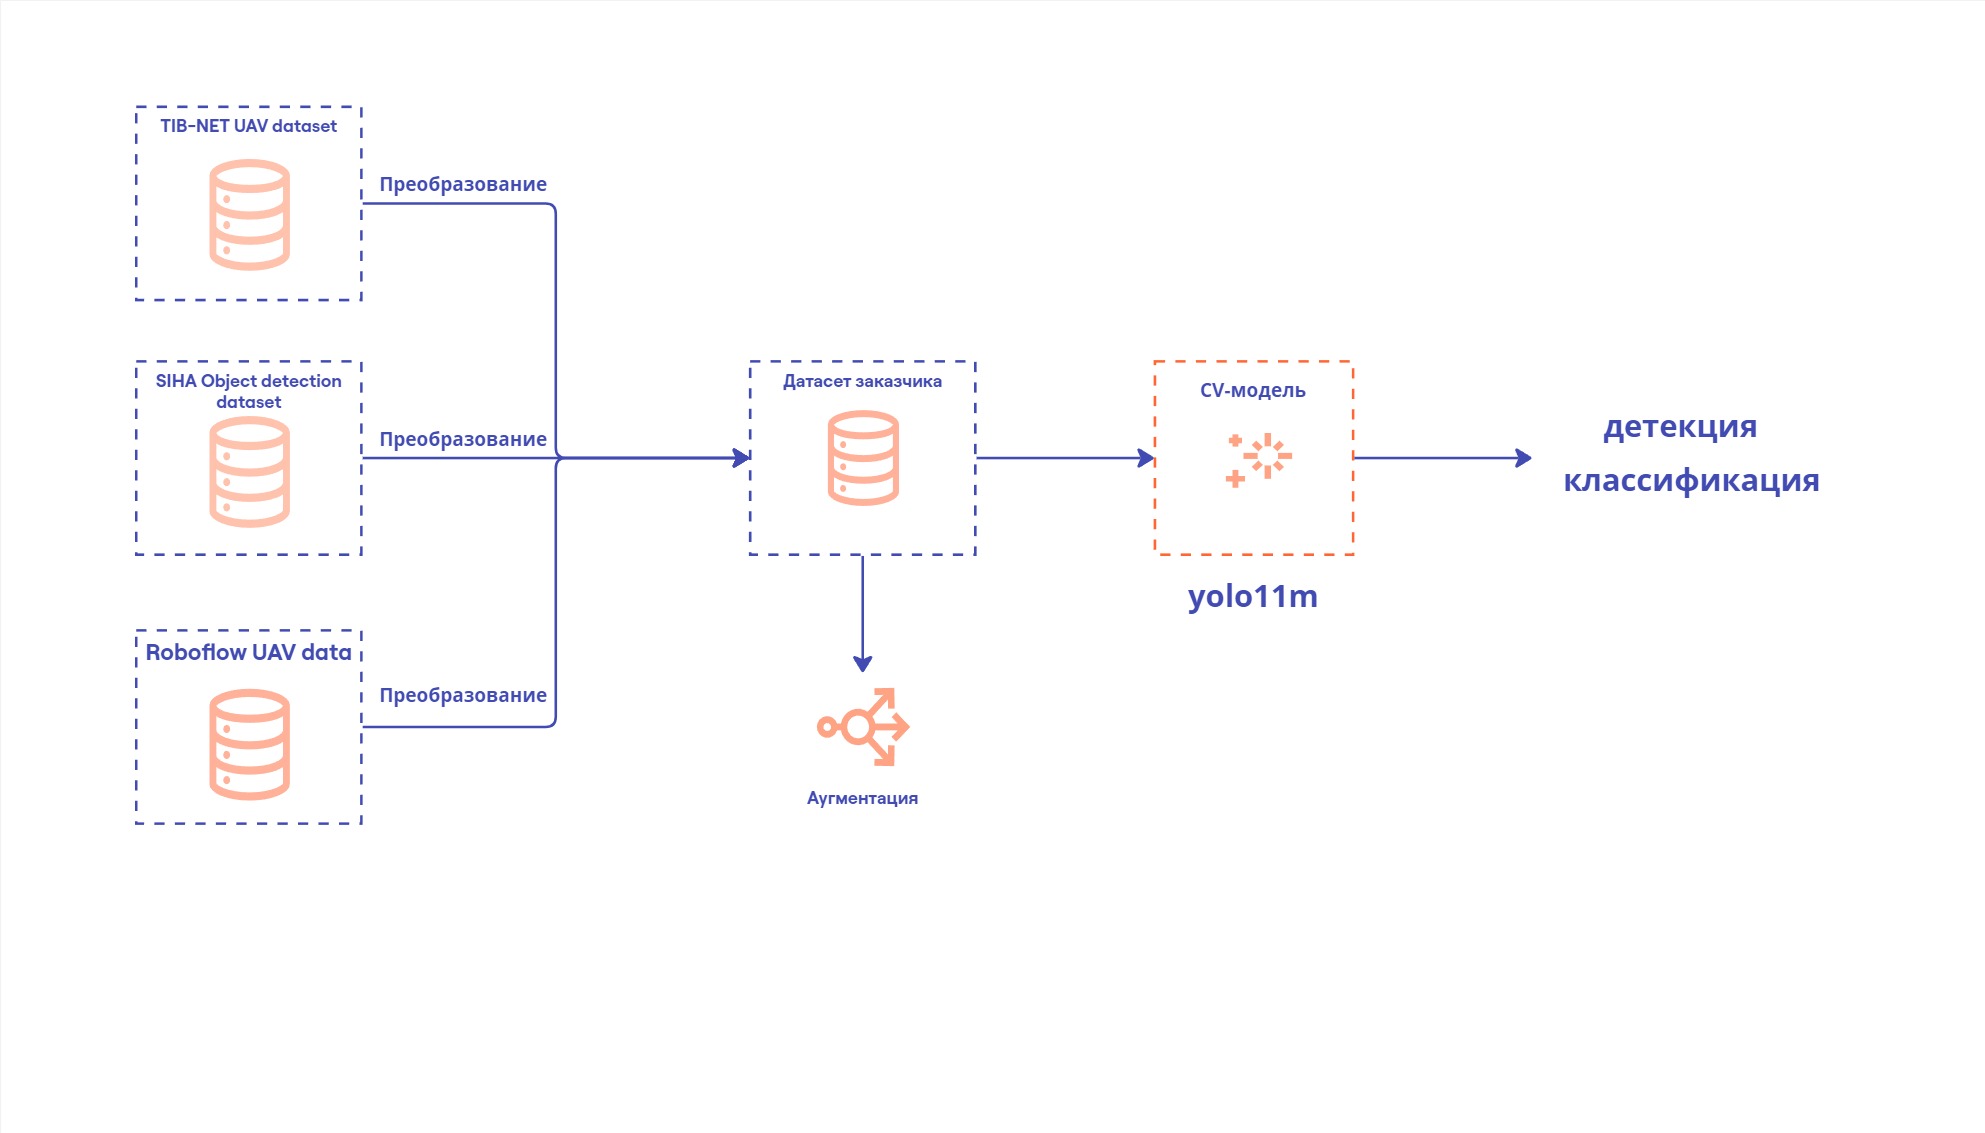 TIB-NET UAV dataset
Преобразование
SIHA Object detection
dataset
Преобразование
Roboflow UAV data
Преобразование
Датасет заказчика
Аугментация
CV-модель
yolo11m
детекция
классификация